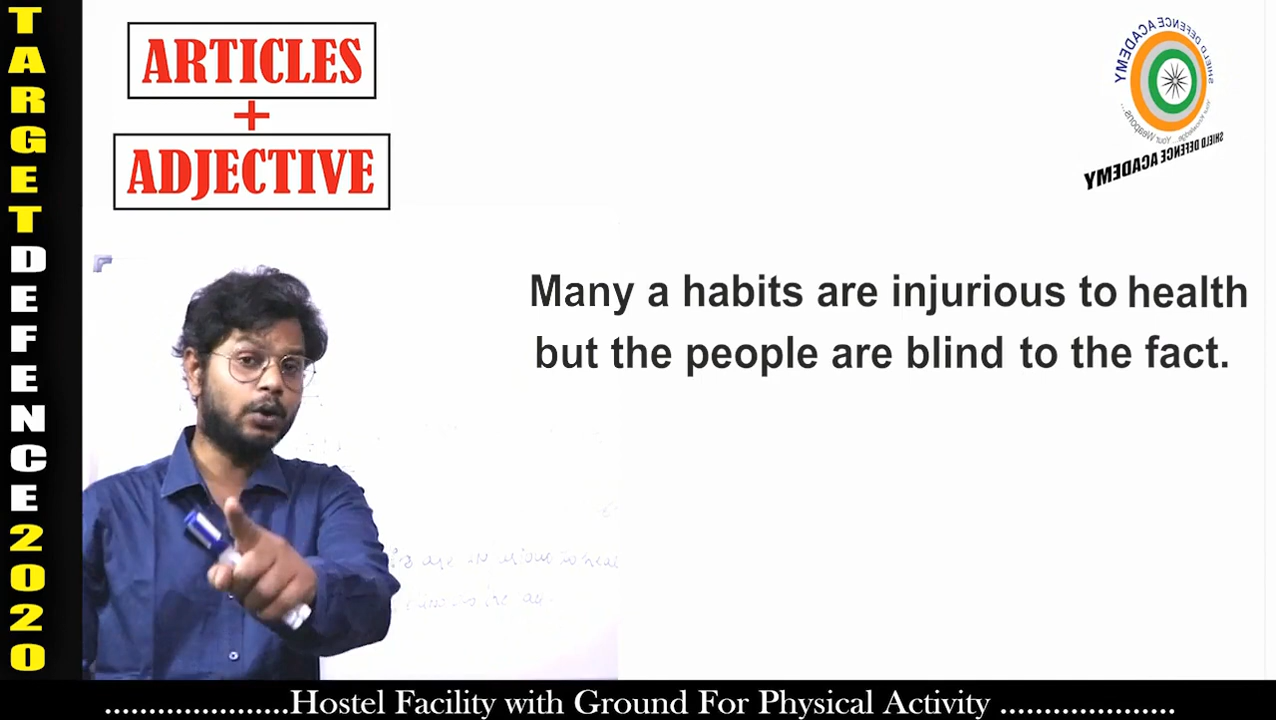 TARGET DEFENCE 2020
ARTICLES
+
ADJECTIVE
SHIELD DEFENCE ACADEMY
SHIELD DEFENCE ACADEMY
Many a habits are injurious to health
but the people are blind to the fact.
.....................Hostel Facility with Ground For Physical Activity ....................